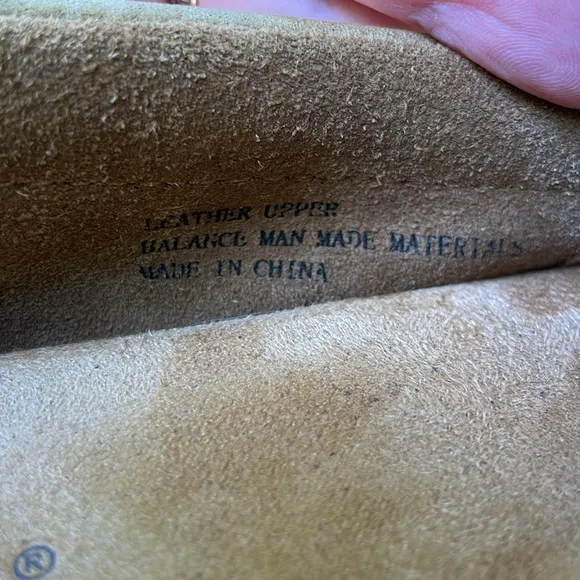 LEATHER UPPER
BALANCE MAN MADE MATERIALS
MADE IN CHINA
®